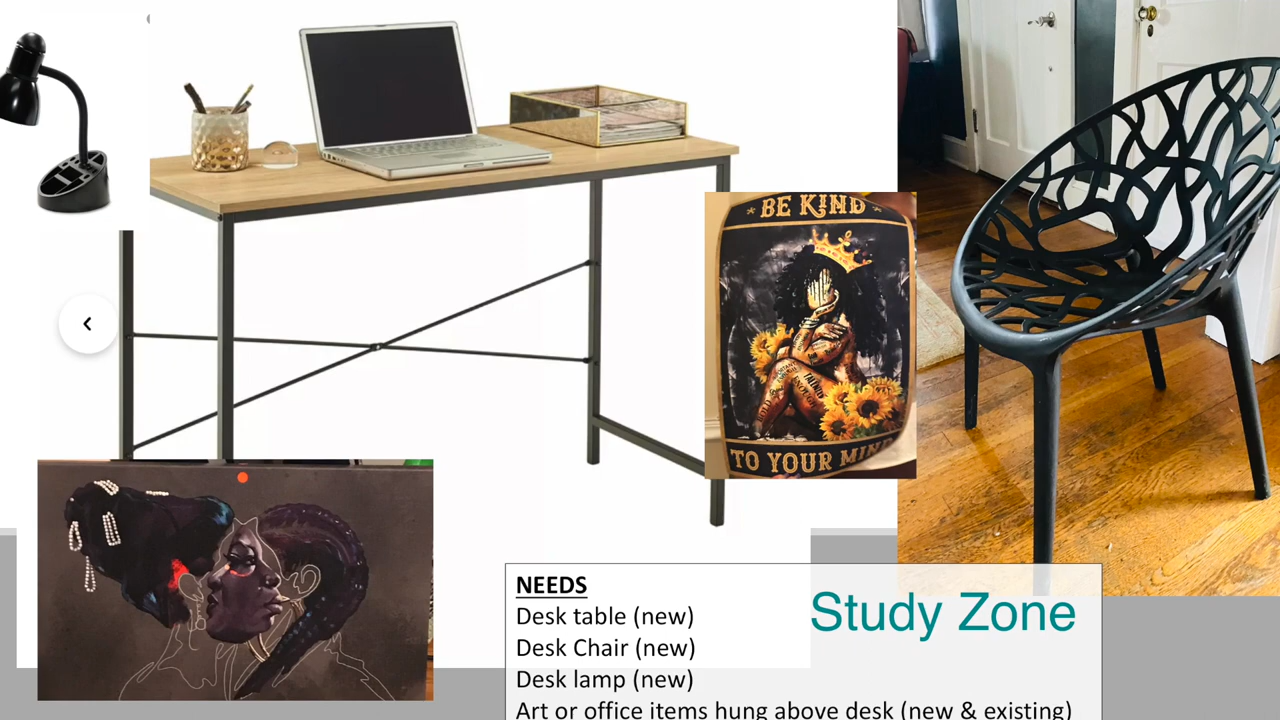 BE KIND
TO YOUR MIND
NEEDS
Study Zone
Desk table (new)
Desk Chair (new)
Desk lamp (new)
Art or office items hung above desk (new & existing)